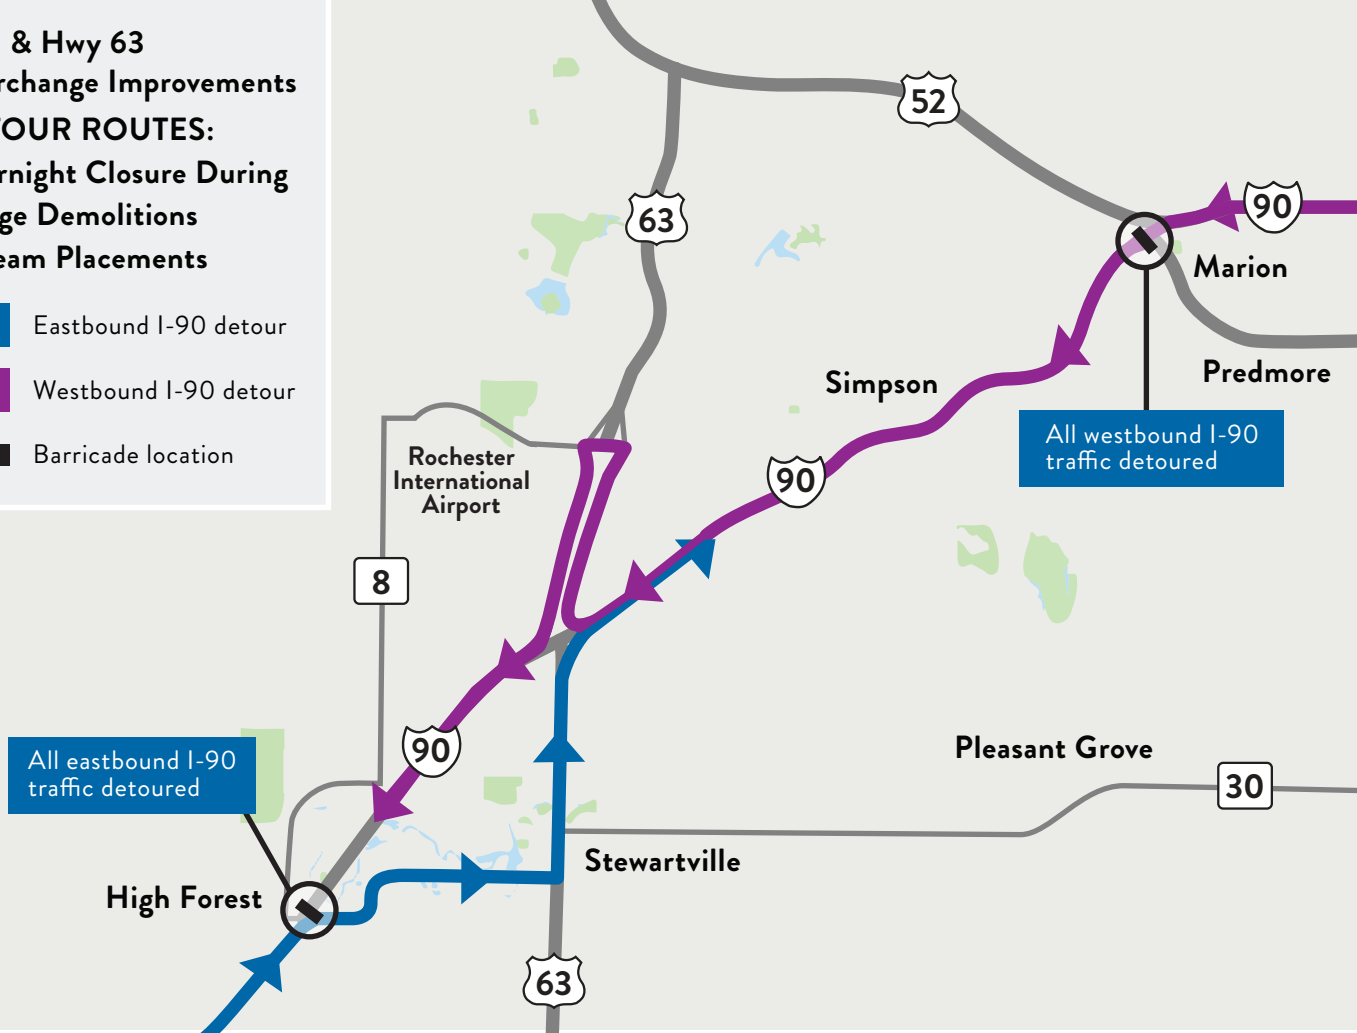 & Hwy 63
rchange Improvements
TOUR ROUTES:
rnight Closure During
ge Demolitions
eam Placements
Eastbound I-90 detour
Westbound I-90 detour
Barricade location
52
63
90
Marion
Predmore
Simpson
All westbound I-90
traffic detoured
90
Rochester
International
Airport
8
90
All eastbound I-90
traffic detoured
Pleasant Grove
30
Stewartville
High Forest
63